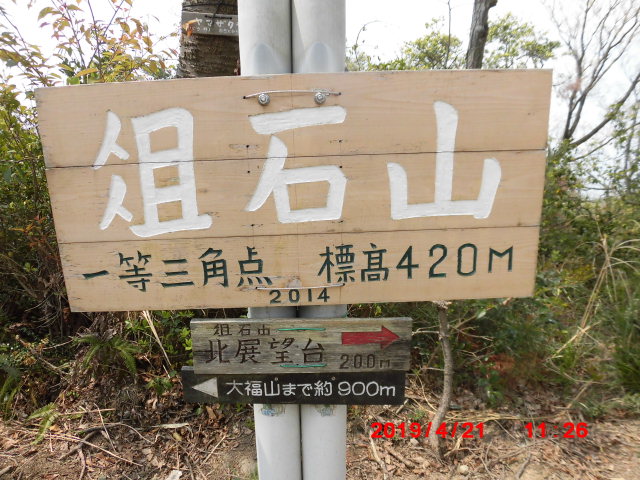 俎石山
一等三角点 標高420M
2014
俎石山
北展望台 200m
大福山まで約900m
2019/4/21 11:26